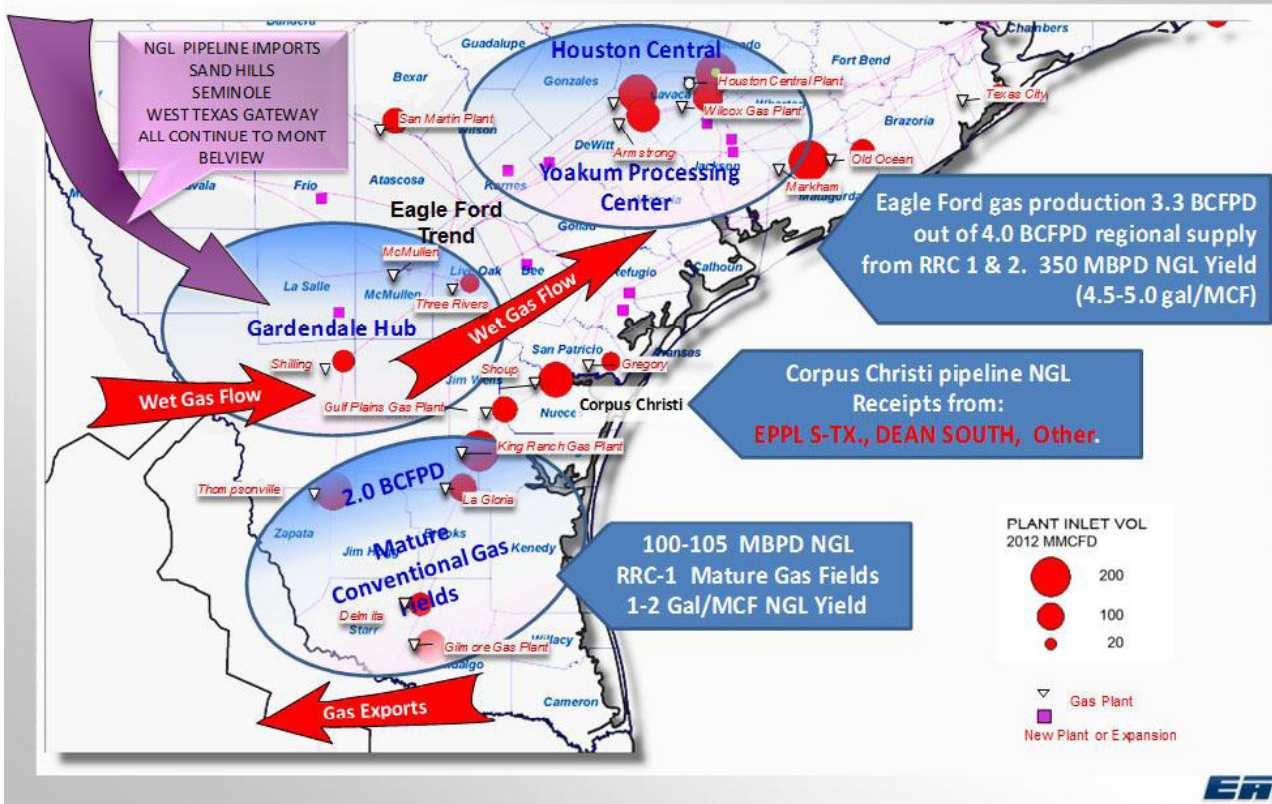 NGL PIPELINE IMPORTS
SAND HILLS
SEMINOLE
WEST TEXAS GATEWAY
ALL CONTINUE TO MONT
BELVIEW
Guadalupe
Bexar
San Martin Plant
Wilson
Atascosa
Frio
Karnes
Houston Central
Gonzales
Lavaca
Houston Central Plant
Wharton
Wilcox Gas Plant
DeWitt
Armstrong
Jackson
Yoakum Processing
Center
Chambers
Fort Bend
Texas City
Brazoria
Old Ocean
Markham
Matagorda
Eagle Ford
Trend
Goliad
McMullen
Live Oak
Bee
Refugio
Calhoun
La Salle
McMullen
Three Rivers
Gardendale Hub
Shilling
Wet Gas Flow
Wet Gas Flow
Eagle Ford gas production 3.3 BCFPD
out of 4.0 BCFPD regional supply
from RRC 1 & 2. 350 MBPD NGL Yield
(4.5-5.0 gal/MCF)
San Patricio
Gregory
Shoup
Jim Wells
Gulf Plains Gas Plant
Corpus Christi
Corpus Christi pipeline NGL
Receipts from:
EPPL S-TX., DEAN SOUTH, Other.
King Ranch Gas Plant
2.0 BCFPD
Thompsonville
La Gloria
Zapata
Brooks
Kenedy
Mature
Conventional Gas
Fields
Delmita
Starr
Gilmore Gas Plant
Willacy
Cameron
Gas Exports
100-105 MBPD NGL
RRC-1 Mature Gas Fields
1-2 Gal/MCF NGL Yield
PLANT INLET VOL
2012 MMCFD
200
100
20
Gas Plant
New Plant or Expansion